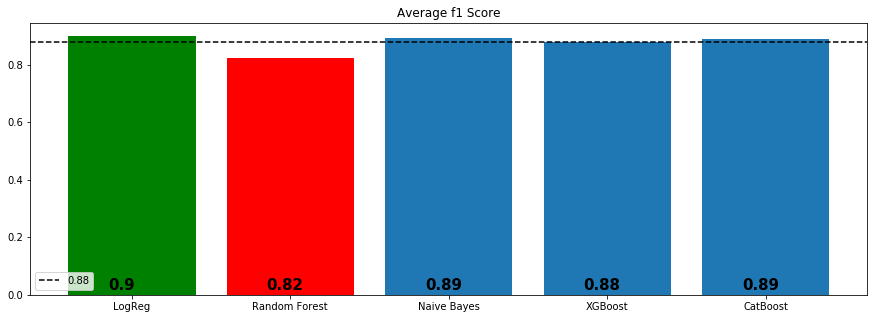 Average f1 Score
0.8
0.6
0.4
0.2
0.0
0.88
0.9
0.82
0.89
0.88
0.89
LogReg
Random Forest
Naive Bayes
XGBoost
CatBoost